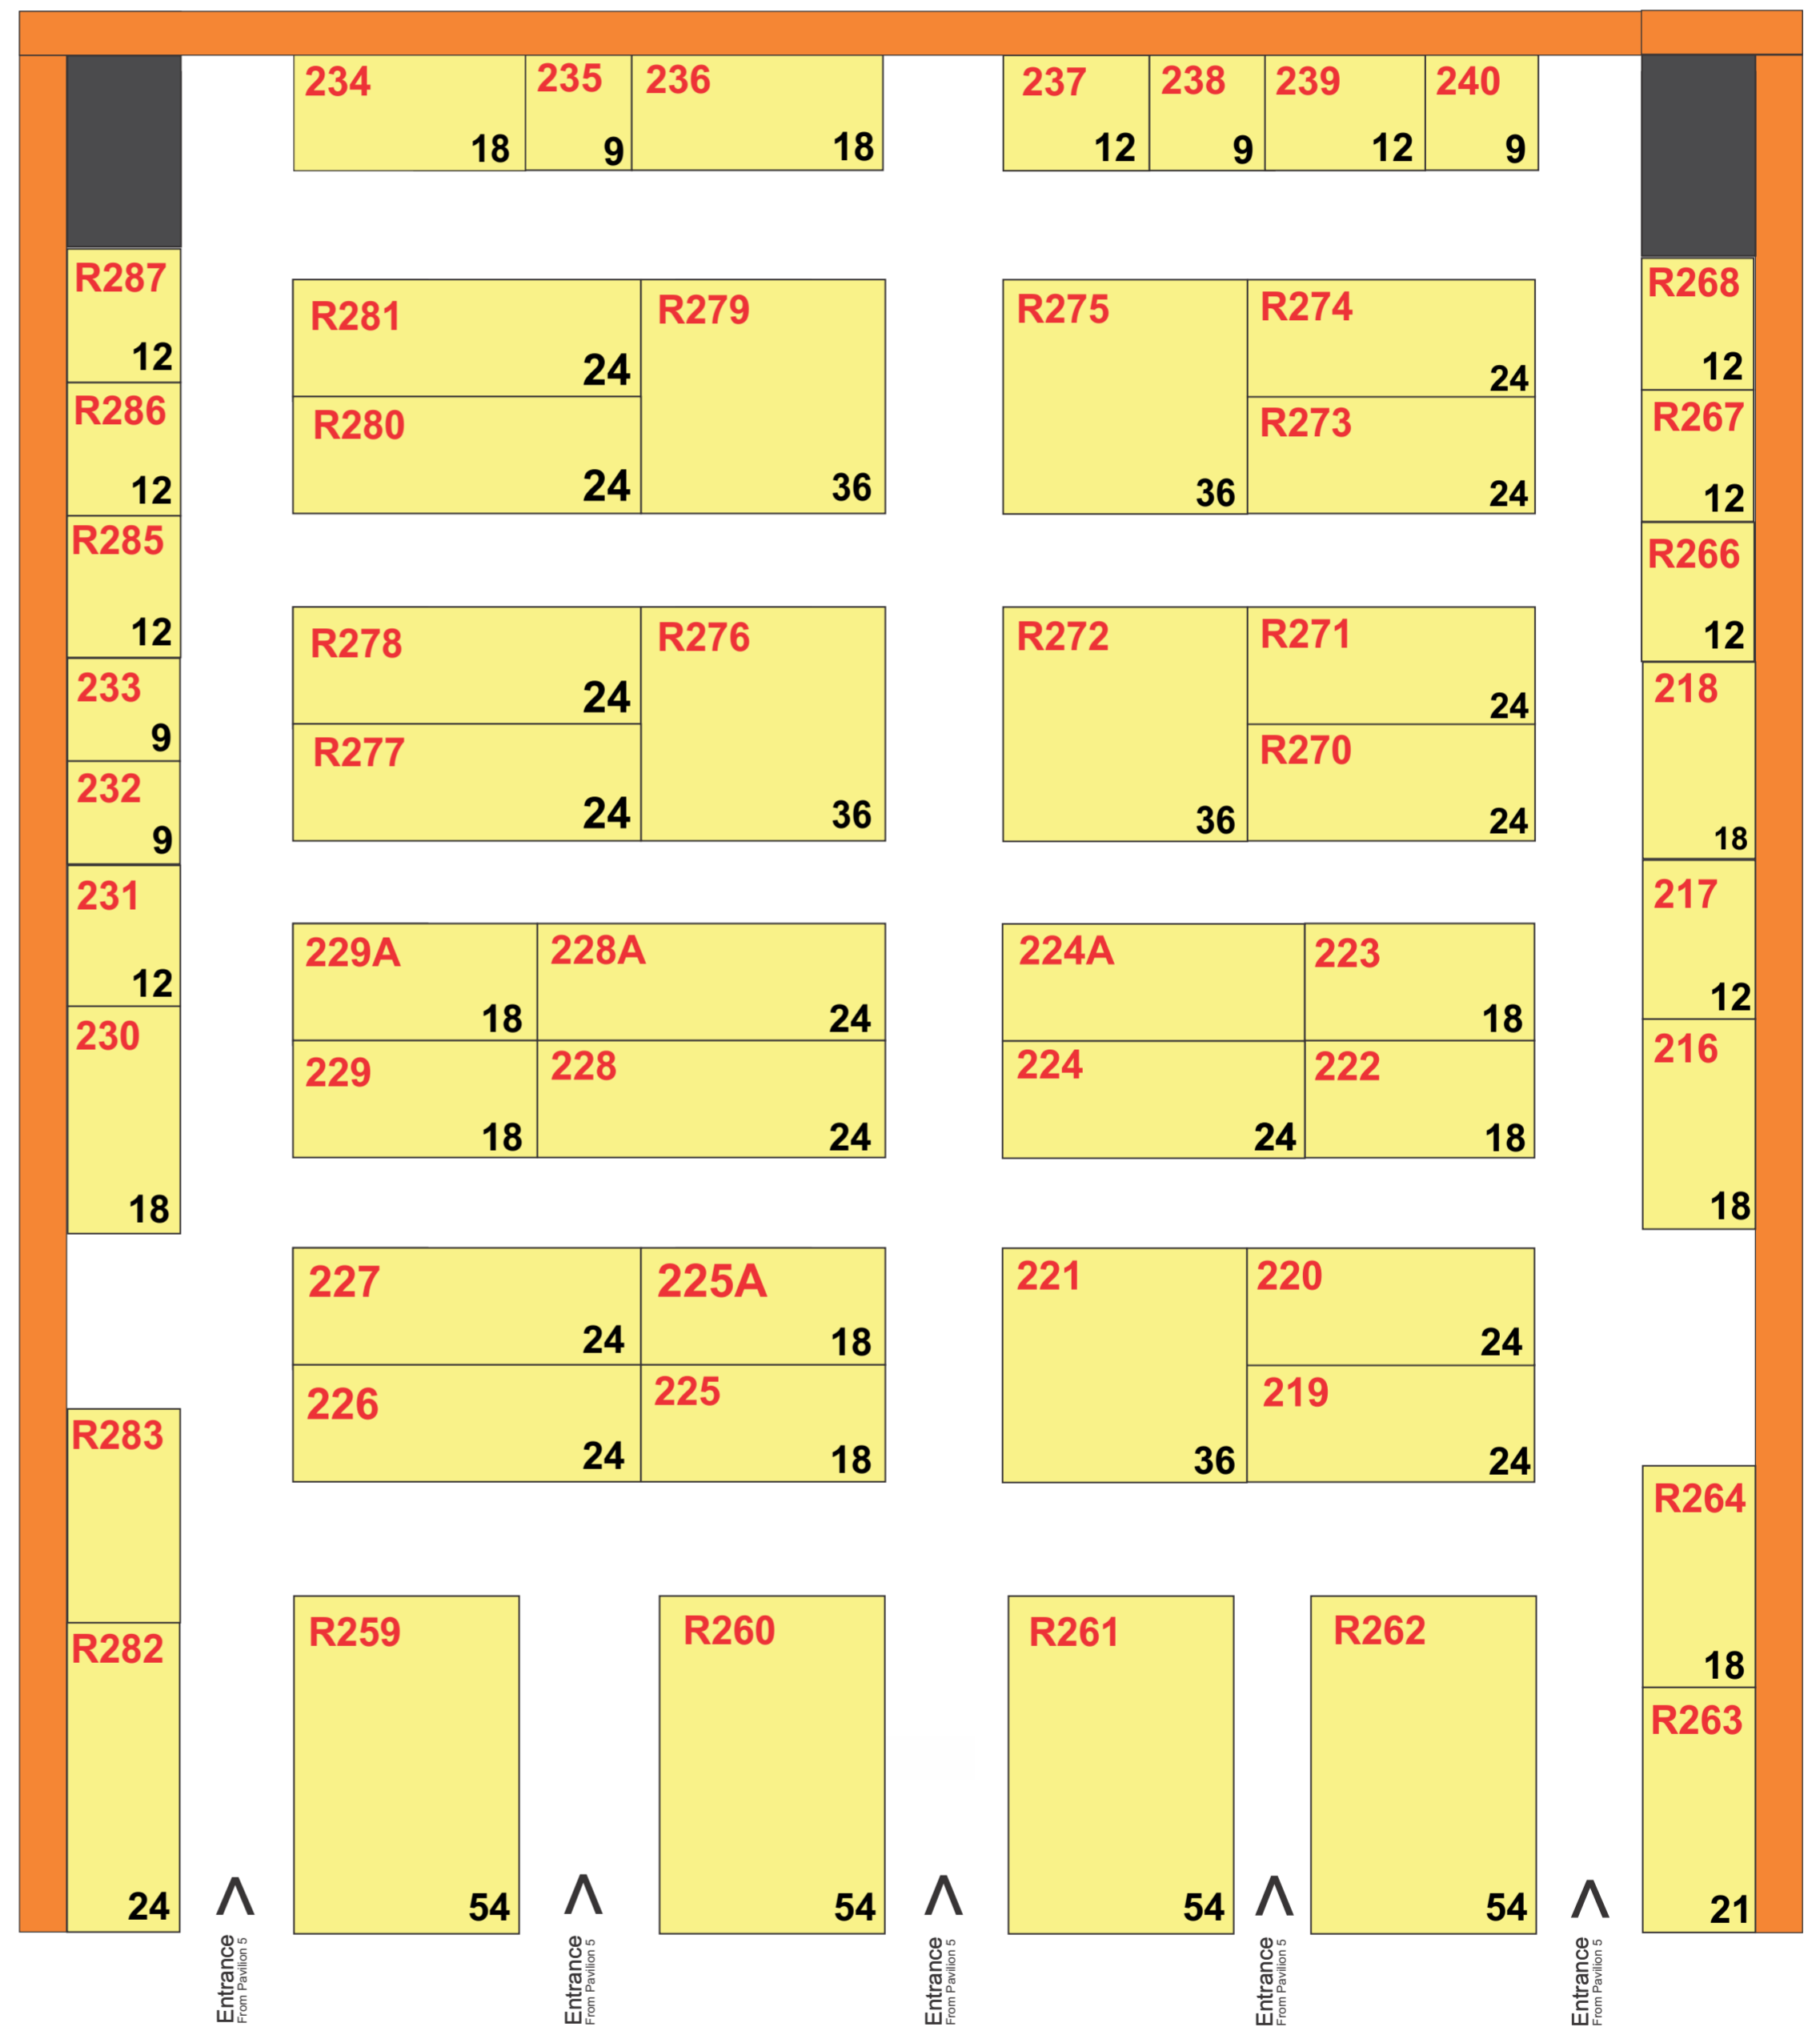 234
235
236
237
238
239
240
18
9
18
12
9
12
9
R287
12
R286
12
R285
12
233
9
232
9
231
12
230
18
R283
R282
24
R281
24
R280
24
R279
36
R275
36
R274
24
R273
24
R278
24
R277
24
R276
36
R272
36
R271
24
R270
24
229A
18
228A
24
229
18
228
24
224A
223
18
224
24
222
18
227
24
225A
18
226
24
225
18
221
36
220
24
219
24
R259
54
R260
54
R261
54
R262
54
R268
12
R267
12
R266
12
218
18
217
12
216
18
R264
18
R263
21
Entrance
From Pavilion 5
Entrance
From Pavilion 5
Entrance
From Pavilion 5
Entrance
From Pavilion 5
Entrance
From Pavilion 5